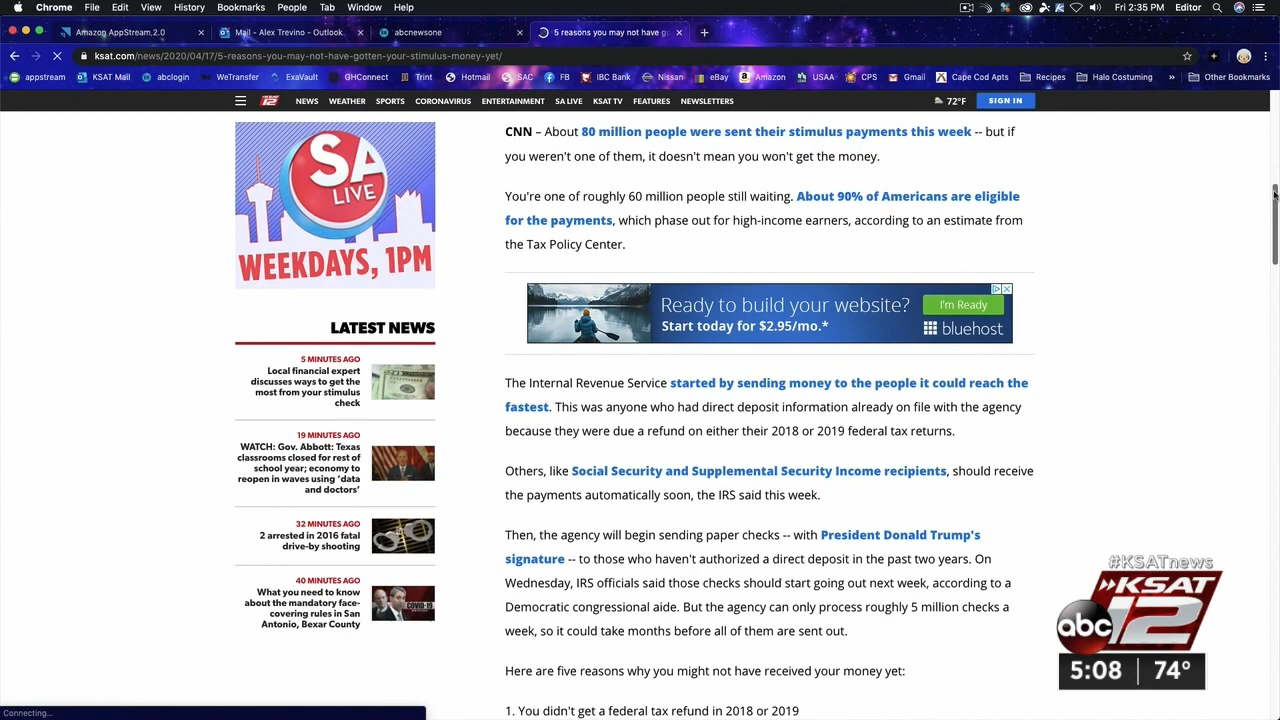 Chrome File Edit View History Bookmarks People Tab Window Help
Fri 2:35 PM Editor
Amazon AppStream 2.0
Mail - Alex Trevino - Outlook
abcnewsone
5 reasons you may not have go
ksat.com/news/2020/04/17/5-reasons-you-may-not-have-gotten-your-stimulus-money-yet/
appstream KSAT Mail abclogin WeTransfer ExaVault GHConnect Trint Hotmail SAC FB IBC Bank Nissan eBay Amazon USAA CPS Gmail Cape Cod Apts Recipes Halo Costuming » Other Bookmarks
12 NEWS WEATHER SPORTS CORONAVIRUS ENTERTAINMENT SA LIVE KSAT TV FEATURES NEWSLETTERS 72°F SIGN IN
SA
LIVE
WEEKDAYS, 1PM
LATEST NEWS
5 MINUTES AGO
Local financial expert
discusses ways to get the
most from your stimulus
check
19 MINUTES AGO
WATCH: Gov. Abbott: Texas
classrooms closed for rest of
school year; economy to
reopen in waves using ‘data
and doctors’
32 MINUTES AGO
2 arrested in 2016 fatal
drive-by shooting
40 MINUTES AGO
What you need to know
about the mandatory face-
covering rules in San
Antonio, Bexar County
COVID-19
CNN – About 80 million people were sent their stimulus payments this week -- but if
you weren't one of them, it doesn't mean you won't get the money.
You're one of roughly 60 million people still waiting. About 90% of Americans are eligible
for the payments, which phase out for high-income earners, according to an estimate from
the Tax Policy Center.
Ready to build your website?
Start today for $2.95/mo.*
I'm Ready
bluehost
The Internal Revenue Service started by sending money to the people it could reach the
fastest. This was anyone who had direct deposit information already on file with the agency
because they were due a refund on either their 2018 or 2019 federal tax returns.
Others, like Social Security and Supplemental Security Income recipients, should receive
the payments automatically soon, the IRS said this week.
Then, the agency will begin sending paper checks -- with President Donald Trump's
signature -- to those who haven't authorized a direct deposit in the past two years. On
Wednesday, IRS officials said those checks should start going out next week, according to a
Democratic congressional aide. But the agency can only process roughly 5 million checks a
week, so it could take months before all of them are sent out.
Here are five reasons why you might not have received your money yet:
1. You didn't get a federal tax refund in 2018 or 2019
#KSATnews
KSAT
abc 12
5:08 74°
Connecting...